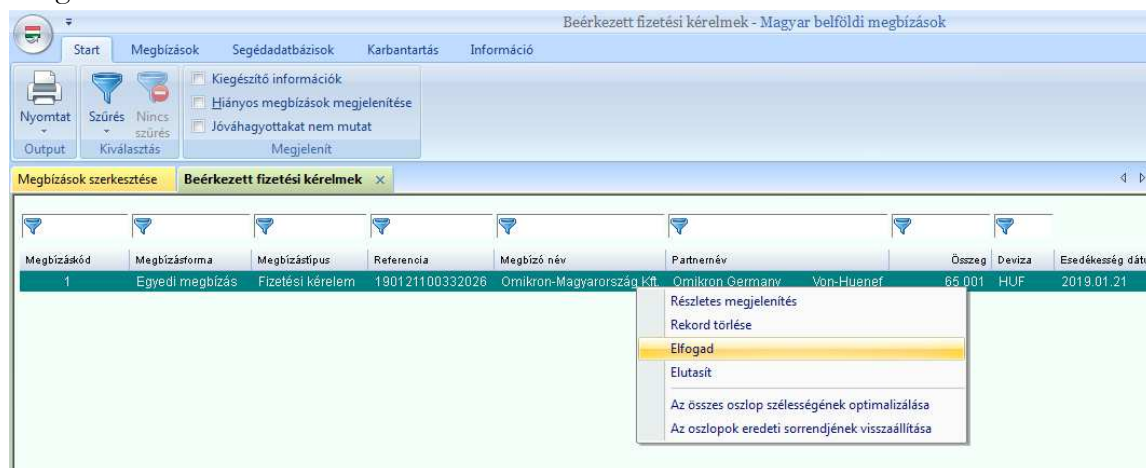 Beérkezett fizetési kérelmek - Magyar belföldi megbízások
Start Megbízások Segédadatbázisok Karbantartás Információ
Kiegészítő információk
Hiányos megbízások megjelenítése
Jóváhagyottakat nem mutat
Nyomtat Szűrés Nincs szűrés
Output Kiválasztás Megjelenít
Megbízások szerkesztése Beérkezett fizetési kérelmek
Megbízáskód Megbízásforma Megbízástípus Referencia Megbízó név Partnernév Összeg Deviza Esedékesség
1 Egyedi megbízás Fizetési kérelem 190121100332026 Omikron-Magyarország Kft. Omikron Germany Von-Huenef 65 001 HUF 2019.01.21
Részletes megjelenítés
Rekord törlése
Elfogad
Elutasít
Az összes oszlop szélességének optimalizálása
Az oszlopok eredeti sorrendjének visszaállítása